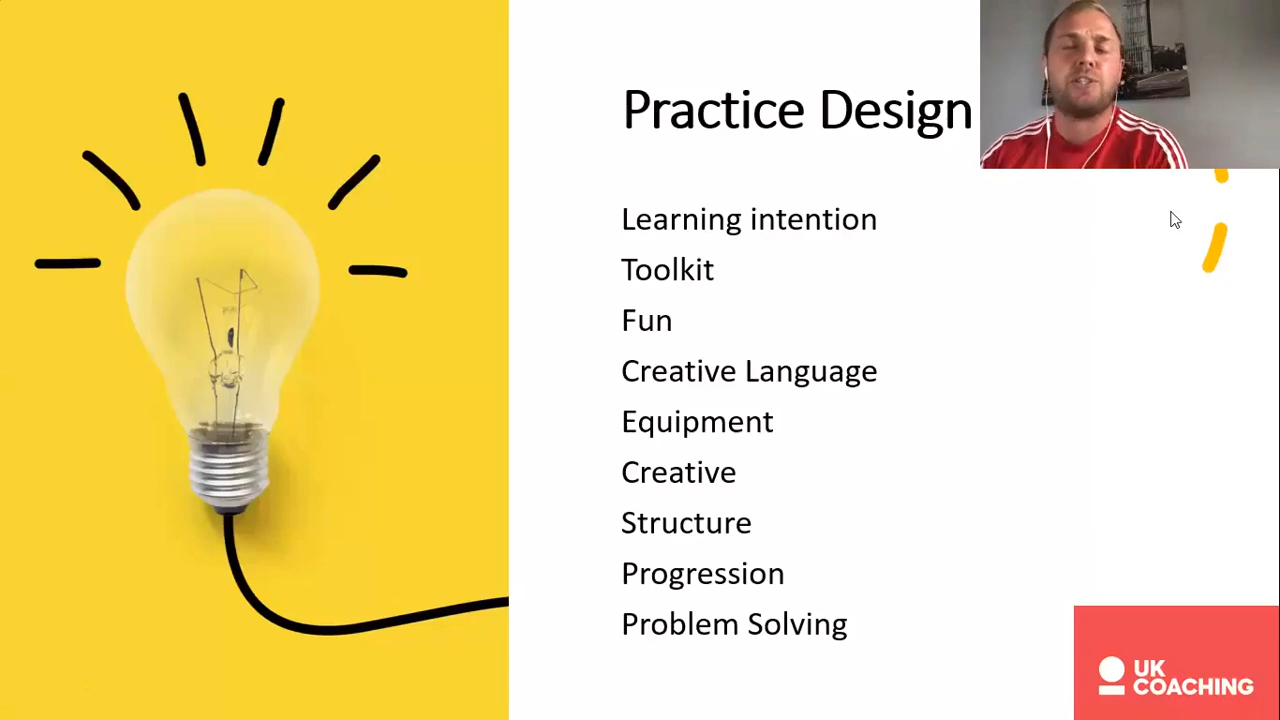 Practice Design
Learning intention
Toolkit
Fun
Creative Language
Equipment
Creative
Structure
Progression
Problem Solving
UK
COACHING